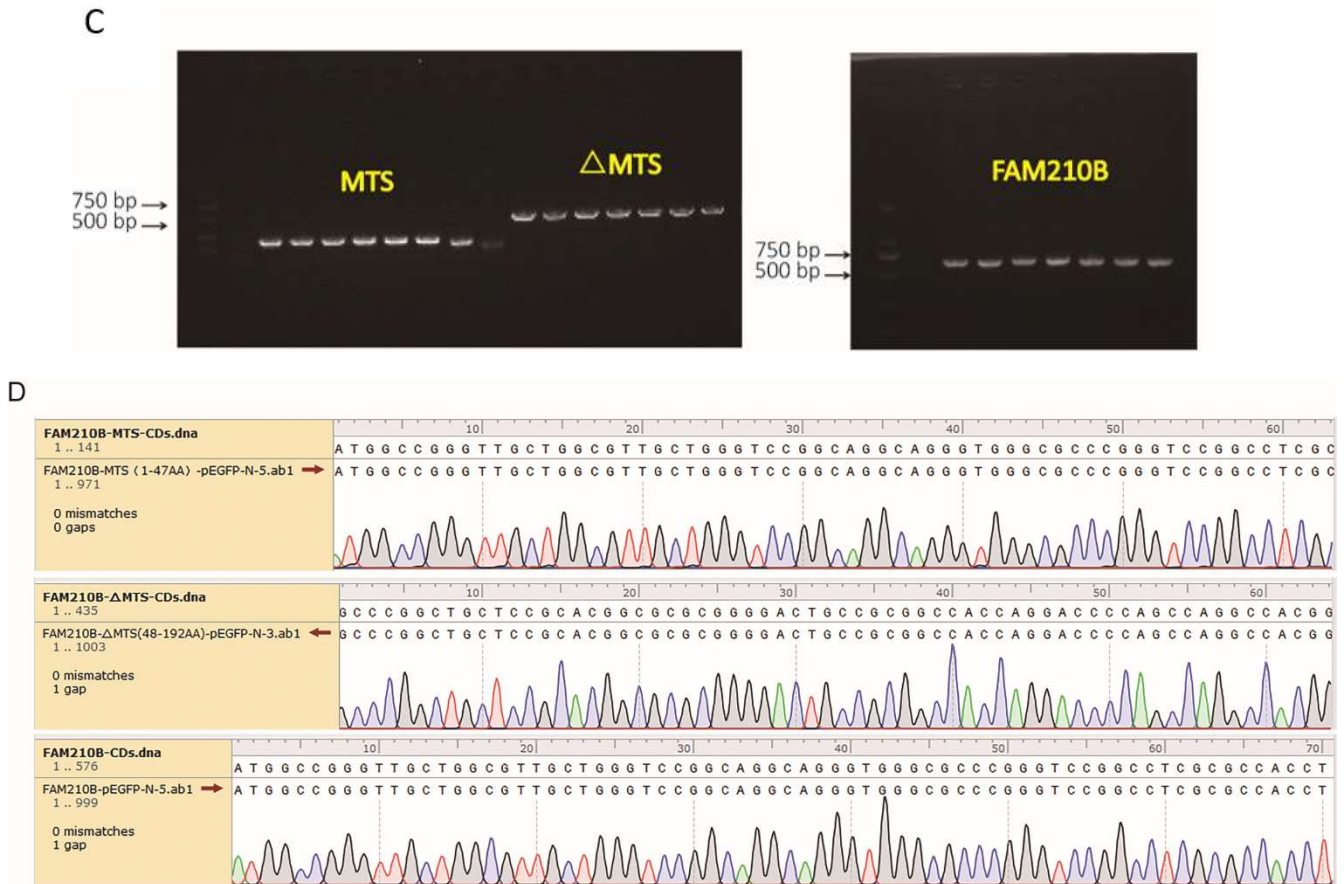 C
MTS
△MTS
750 bp
500 bp
FAM210B
750 bp
500 bp
D
FAM210B-MTS-CDs.dna
1 .. 141
10 20 30 40 50 60
ATGGCCGGGTTGCTGGCGTTGCTGGGTCCGGCAGGCAGGGTGGGCGCCCGGGTCCGGCCTCGC
FAM210B-MTS (1-47AA) -pEGFP-N-5.ab1
ATGGCCGGGTTGCTGGCGTTGCTGGGTCCGGCAGGCAGGGTGGGCGCCCGGGTCCGGCCTCGC
1 .. 971
0 mismatches
0 gaps
FAM210B-ΔMTS-CDs.dna
1 .. 435
10 20 30 40 50 60
GCCCGGCTGCTCCGCACGGCGCGCGGGGACTGCCGCGGCCACCAGGACCCCAGCCAGGCCACGG
FAM210B-ΔMTS(48-192AA)-pEGFP-N-3.ab1
GCCCGGCTGCTCCGCACGGCGCGCGGGGACTGCCGCGGCCACCAGGACCCCAGCCAGGCCACGG
1 .. 1003
0 mismatches
1 gap
FAM210B-CDs.dna
1 .. 576
10 20 30 40 50 60 70
ATGGCCGGGTTGCTGGCGTTGCTGGGTCCGGCAGGCAGGGTGGGCGCCCGGGTCCGGCCTCGCGCCACCT
FAM210B-pEGFP-N-5.ab1
ATGGCCGGGTTGCTGGCGTTGCTGGGTCCGGCAGGCAGGGTGGGCGCCCGGGTCCGGCCTCGCGCCACCT
1 .. 999
0 mismatches
1 gap